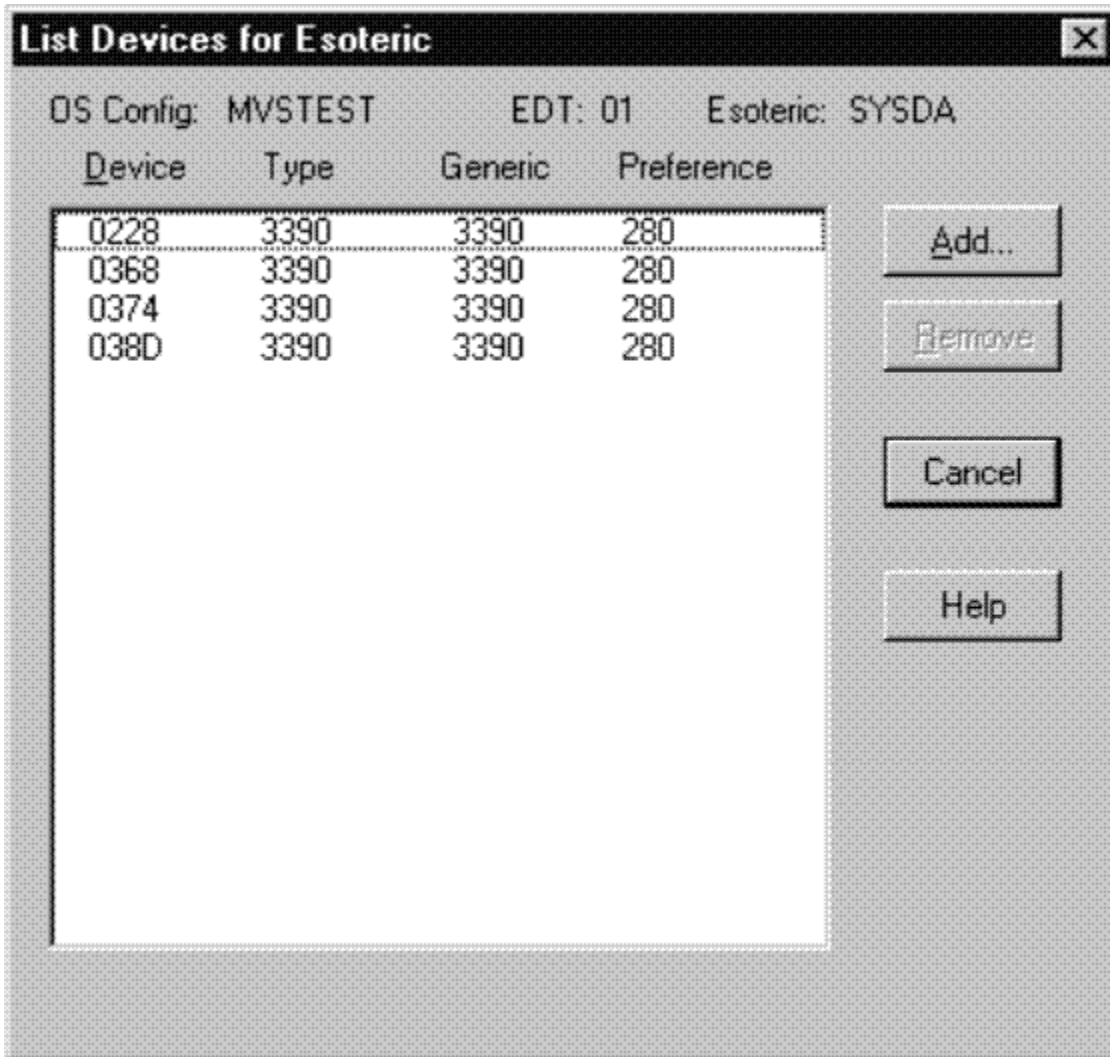 List Devices for Esoteric
OS Config: MVSTEST EDT: 01 Esoteric: SYSDA
Device Type Generic Preference
0228 3390 3390 280
0368 3390 3390 280
0374 3390 3390 280
038D 3390 3390 280
Add...
Remove
Cancel
Help